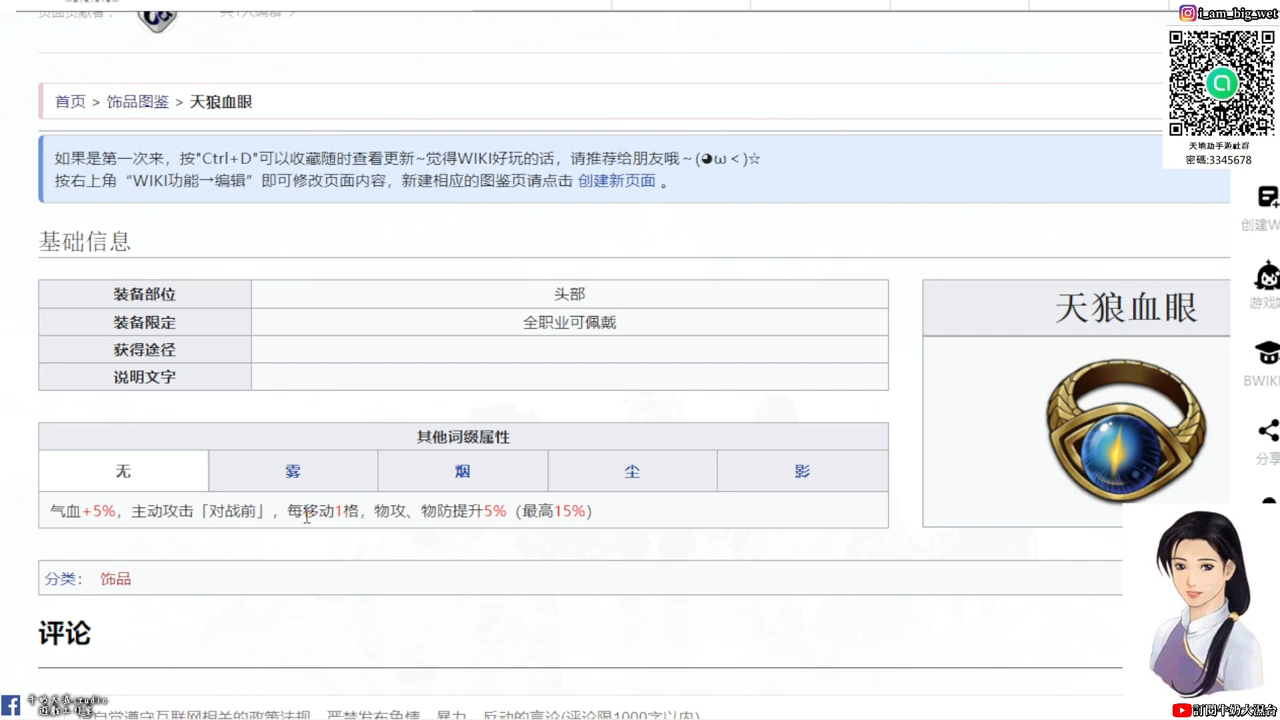 i_am_big_wet
首页 > 饰品图鉴 > 天狼血眼
天地劫手游社群
密碼:3345678
如果是第一次来，按"Ctrl+D"可以收藏随时查看更新~觉得WIKI好玩的话，请推荐给朋友哦~(◕ω<)☆
按右上角“WIKI功能→编辑”即可修改页面内容，新建相应的图鉴页请点击 创建新页面 。
创建W
基础信息
装备部位 头部
装备限定 全职业可佩戴
获得途径
说明文字
天狼血眼
BWIKI
分享
其他词缀属性
无 雾 烟 尘 影
气血+5%，主动攻击「对战前」，每移动1格，物攻、物防提升5%（最高15%）
分类： 饰品
评论
訂閱牛奶大混台